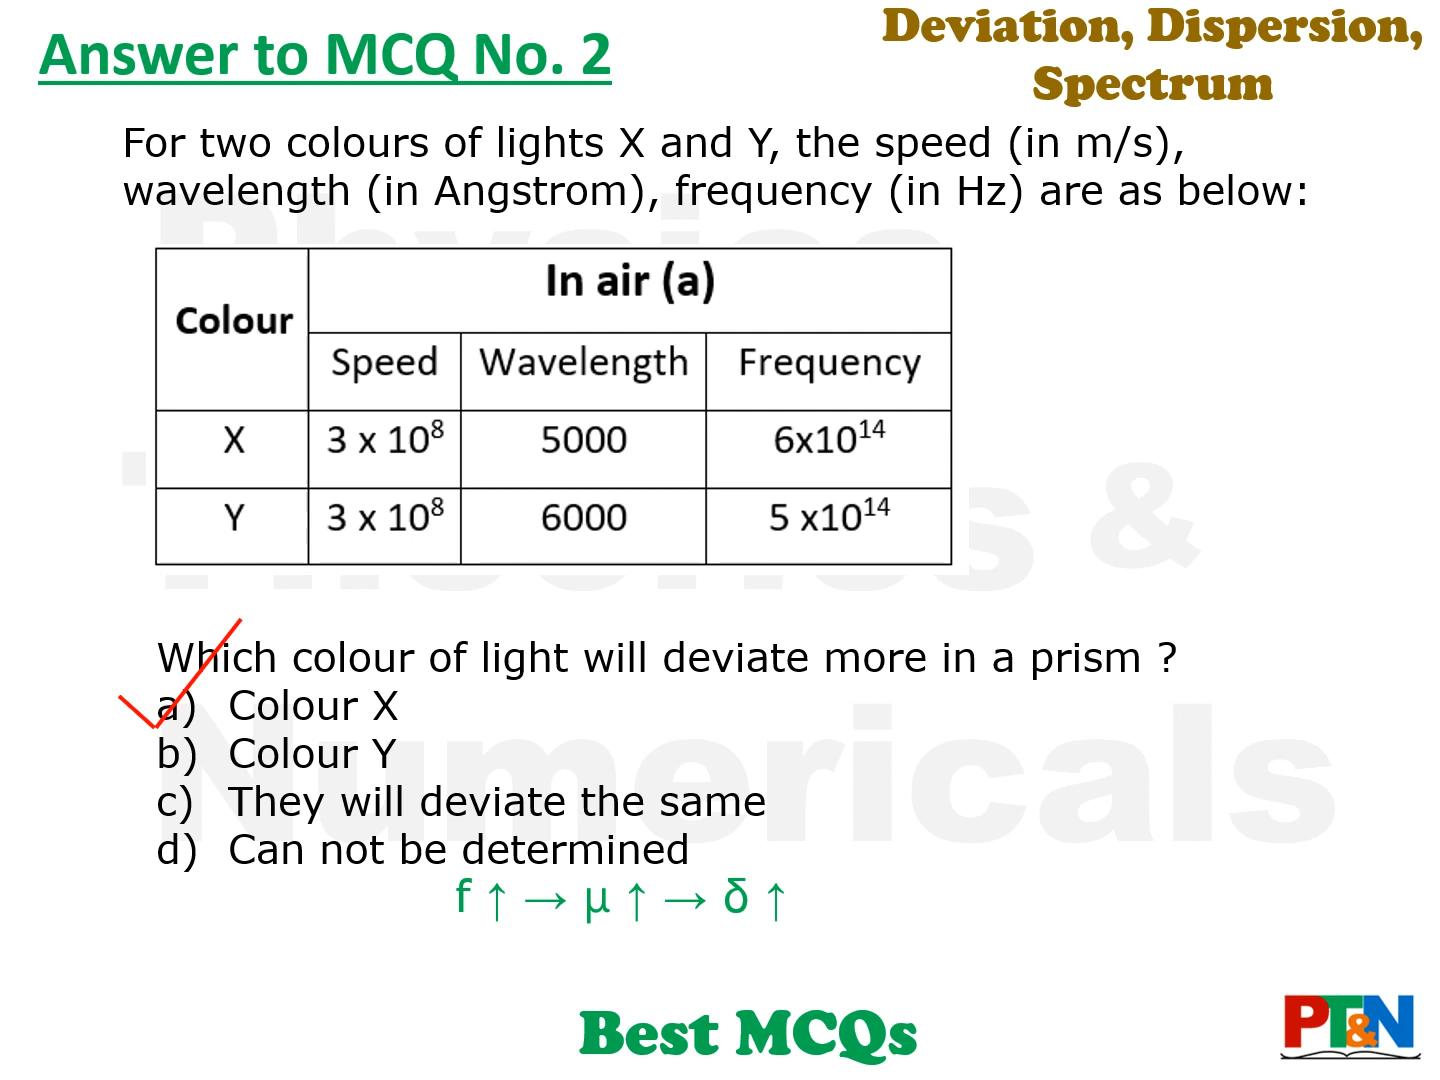 Answer to MCQ No. 2
Deviation, Dispersion,
Spectrum
For two colours of lights X and Y, the speed (in m/s),
wavelength (in Angstrom), frequency (in Hz) are as below:
Colour
In air (a)
Speed Wavelength Frequency
X 3 x 10⁸ 5000 6x10¹⁴
Y 3 x 10⁸ 6000 5 x10¹⁴
Which colour of light will deviate more in a prism ?
a) Colour X
b) Colour Y
c) They will deviate the same
d) Can not be determined
f ↑ → μ ↑ → δ ↑
Best MCQs
PT&N
Physics
Theories &
Numericals